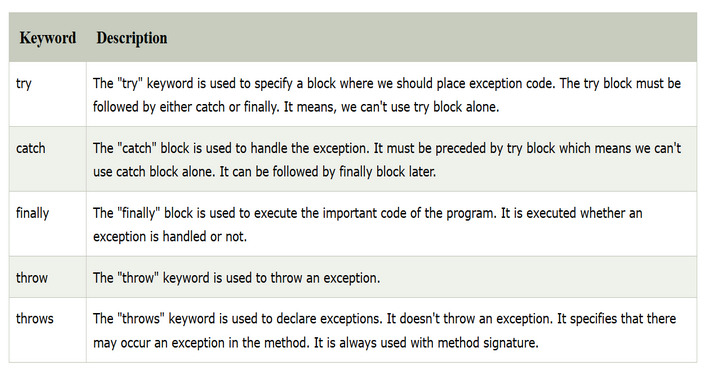 Keyword Description
try The "try" keyword is used to specify a block where we should place exception code. The try block must be
followed by either catch or finally. It means, we can't use try block alone.
catch The "catch" block is used to handle the exception. It must be preceded by try block which means we can't
use catch block alone. It can be followed by finally block later.
finally The "finally" block is used to execute the important code of the program. It is executed whether an
exception is handled or not.
throw The "throw" keyword is used to throw an exception.
throws The "throws" keyword is used to declare exceptions. It doesn't throw an exception. It specifies that there
may occur an exception in the method. It is always used with method signature.